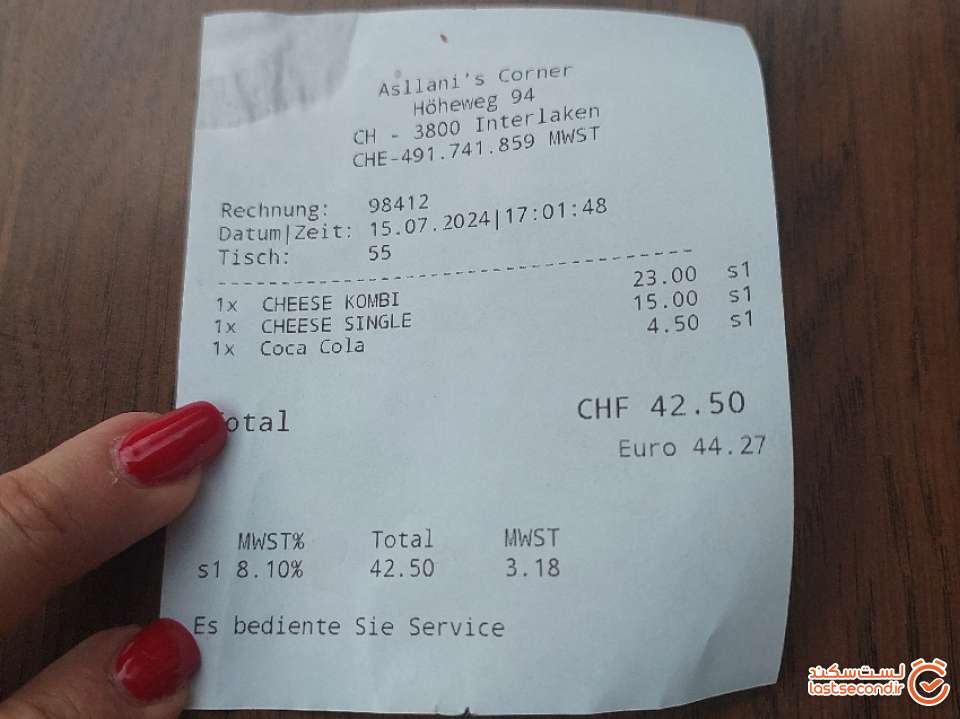 Asllani's Corner
Höheweg 94
CH - 3800 Interlaken
CHE-491.741.859 MWST
Rechnung: 98412
Datum|Zeit: 15.07.2024|17:01:48
Tisch: 55
1x CHEESE KOMBI 23.00 s1
1x CHEESE SINGLE 15.00 s1
1x Coca Cola 4.50 s1
otal CHF 42.50
Euro 44.27
MWST% Total MWST
s1 8.10% 42.50 3.18
Es bediente Sie Service
لست‌سکند
lastsecond.ir